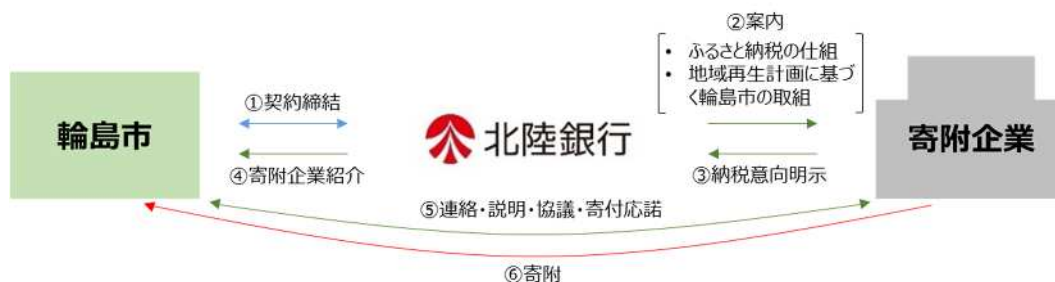 ②案内
• ふるさと納税の仕組
• 地域再生計画に基づ
く輪島市の取組
輪島市
①契約締結
北陸銀行
寄附企業
④寄附企業紹介
③納税意向明示
⑤連絡・説明・協議・寄付応諾
⑥寄附